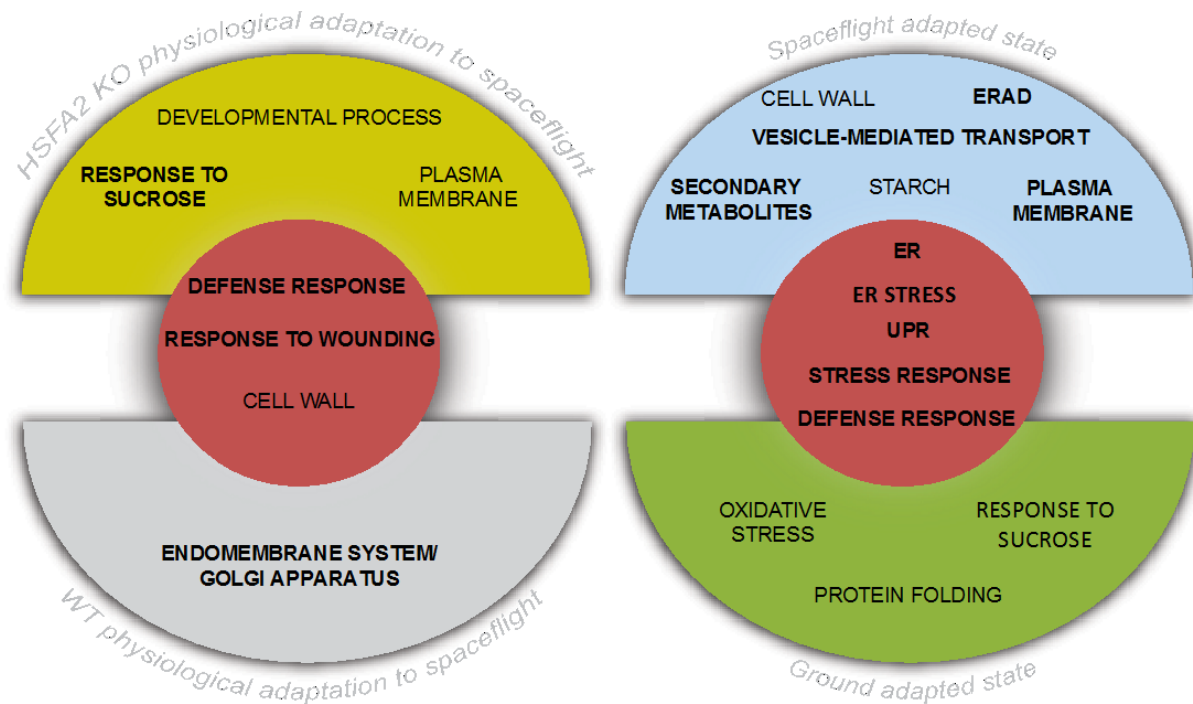 HSFA2 KO physiological adaptation to spaceflight
DEVELOPMENTAL PROCESS
RESPONSE TO
SUCROSE
PLASMA
MEMBRANE
DEFENSE RESPONSE
RESPONSE TO WOUNDING
CELL WALL
ENDOMEMBRANE SYSTEM/
GOLGI APPARATUS
WT physiological adaptation to spaceflight
Spaceflight adapted state
CELL WALL
ERAD
VESICLE-MEDIATED TRANSPORT
SECONDARY
METABOLITES
STARCH
PLASMA
MEMBRANE
ER
ER STRESS
UPR
STRESS RESPONSE
DEFENSE RESPONSE
OXIDATIVE
STRESS
RESPONSE TO
SUCROSE
PROTEIN FOLDING
Ground adapted state